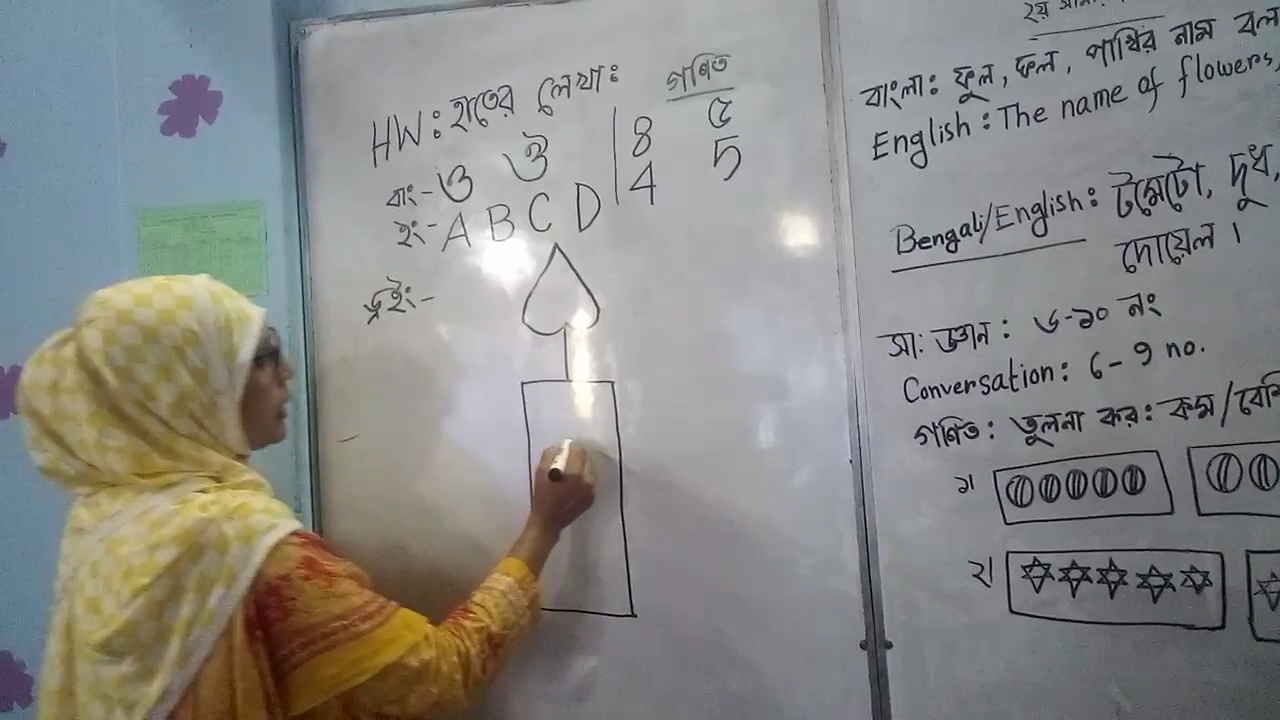 HW: হাতের লেখাঃ গণিত
বাং- ও ঔ | ৪ ৫
ইং- A B C D | 4 5
ড্রইং-
২য়
বাংলাঃ ফুল, ফল, পাখির নাম বল
English: The name of flowers,
Bengali/English: টমেটো, দুধ,
দোয়েল।
সাঃ জ্ঞান: ৬-১০ নং
Conversation: 6-9 no.
গণিত: তুলনা কর: কম/বেশি
১।
২।